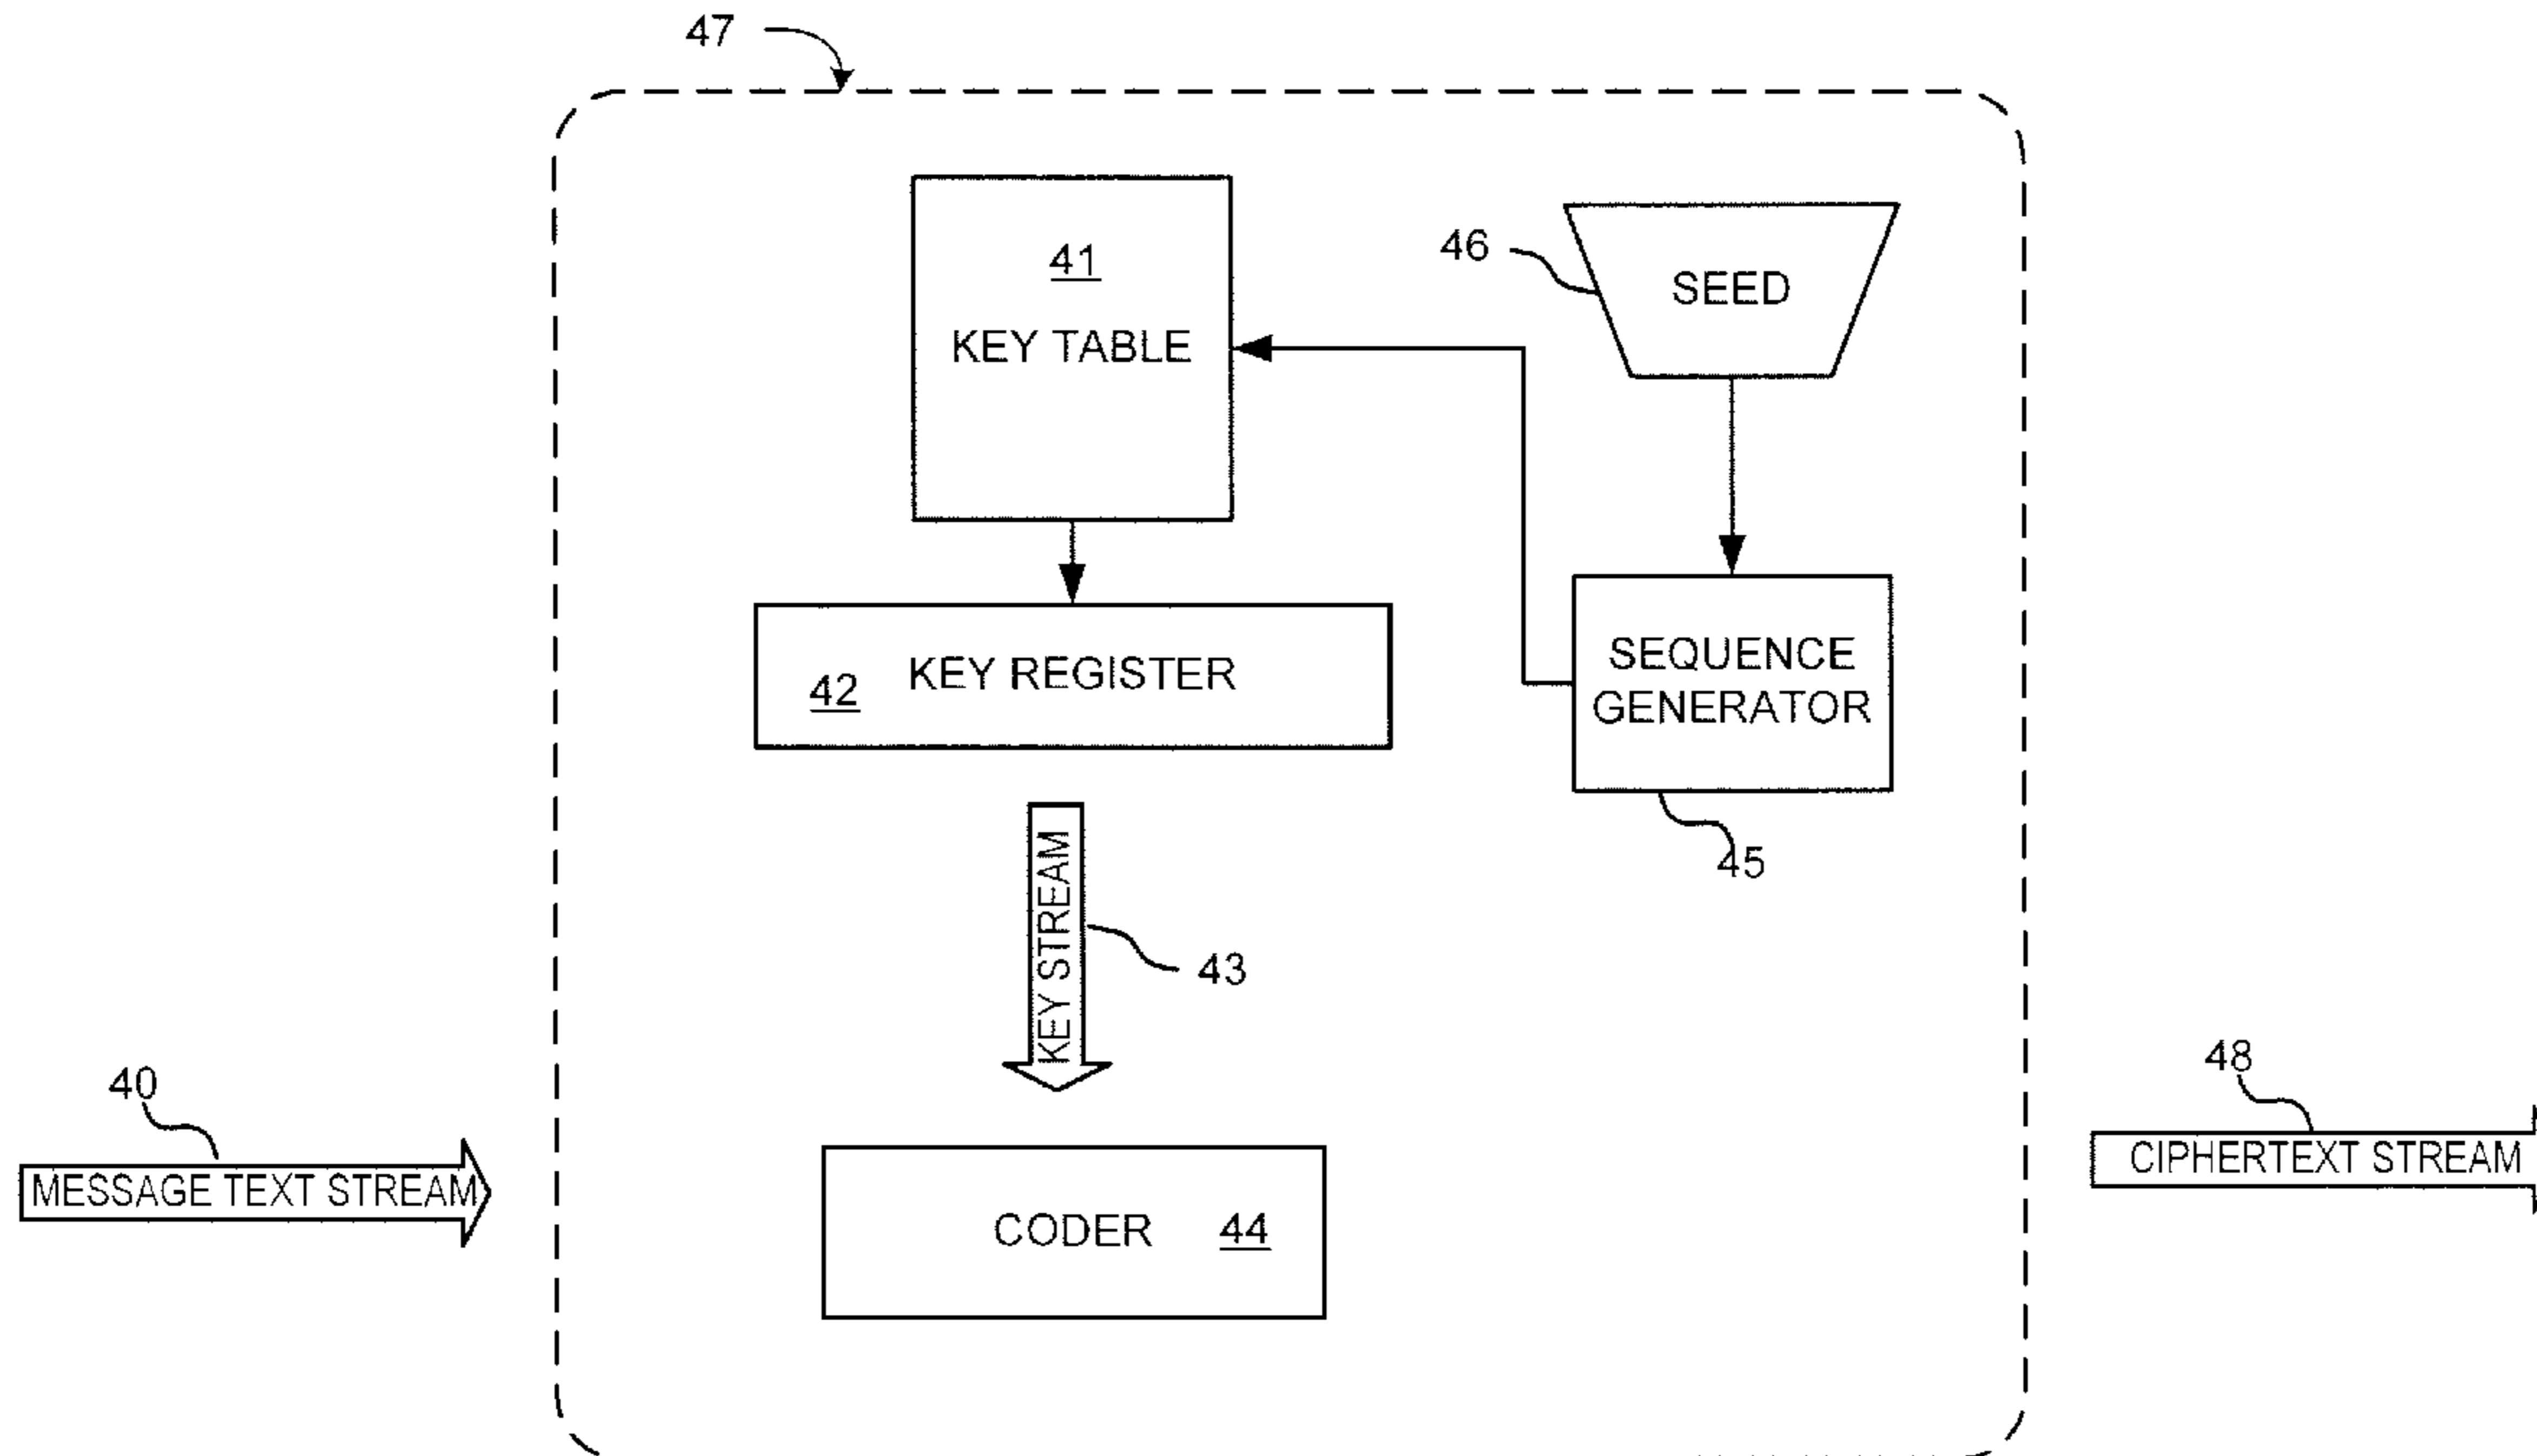 47
41
KEY TABLE
46
SEED
KEY REGISTER
42
SEQUENCE
GENERATOR
45
KEY STREAM
43
40
MESSAGE TEXT STREAM
CODER 44
48
CIPHERTEXT STREAM